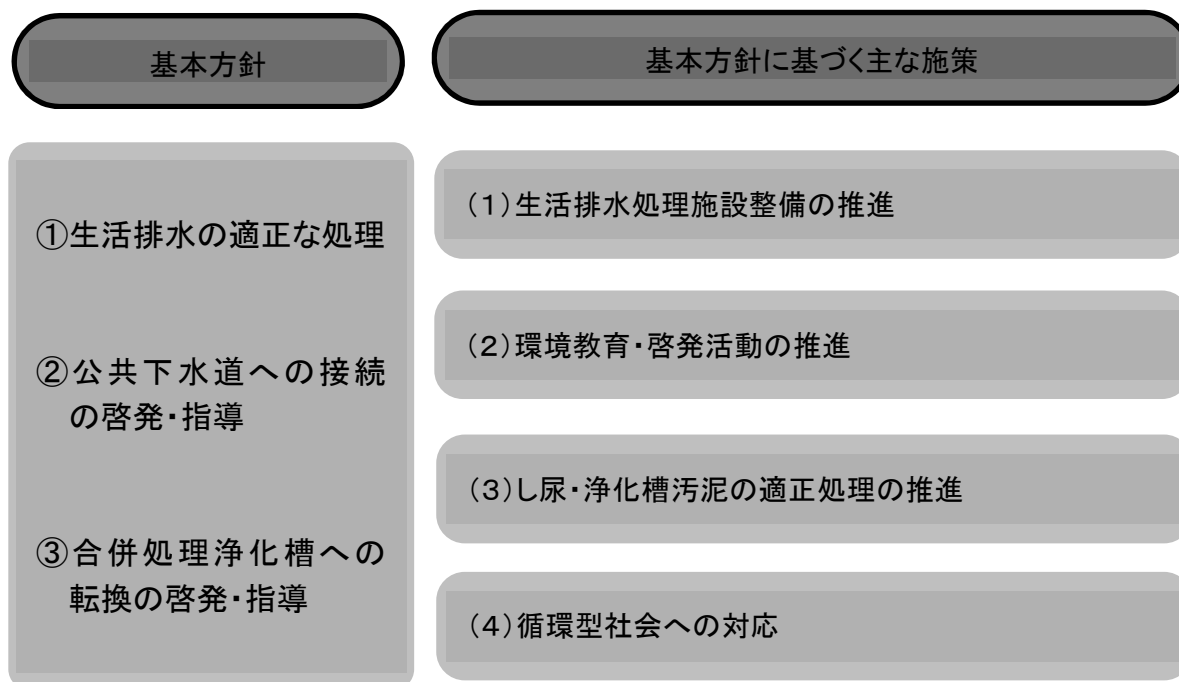 基本方針
基本方針に基づく主な施策
①生活排水の適正な処理
②公共下水道への接続
の啓発・指導
③合併処理浄化槽への
転換の啓発・指導
（１）生活排水処理施設整備の推進
（２）環境教育・啓発活動の推進
（３）し尿・浄化槽汚泥の適正処理の推進
（４）循環型社会への対応